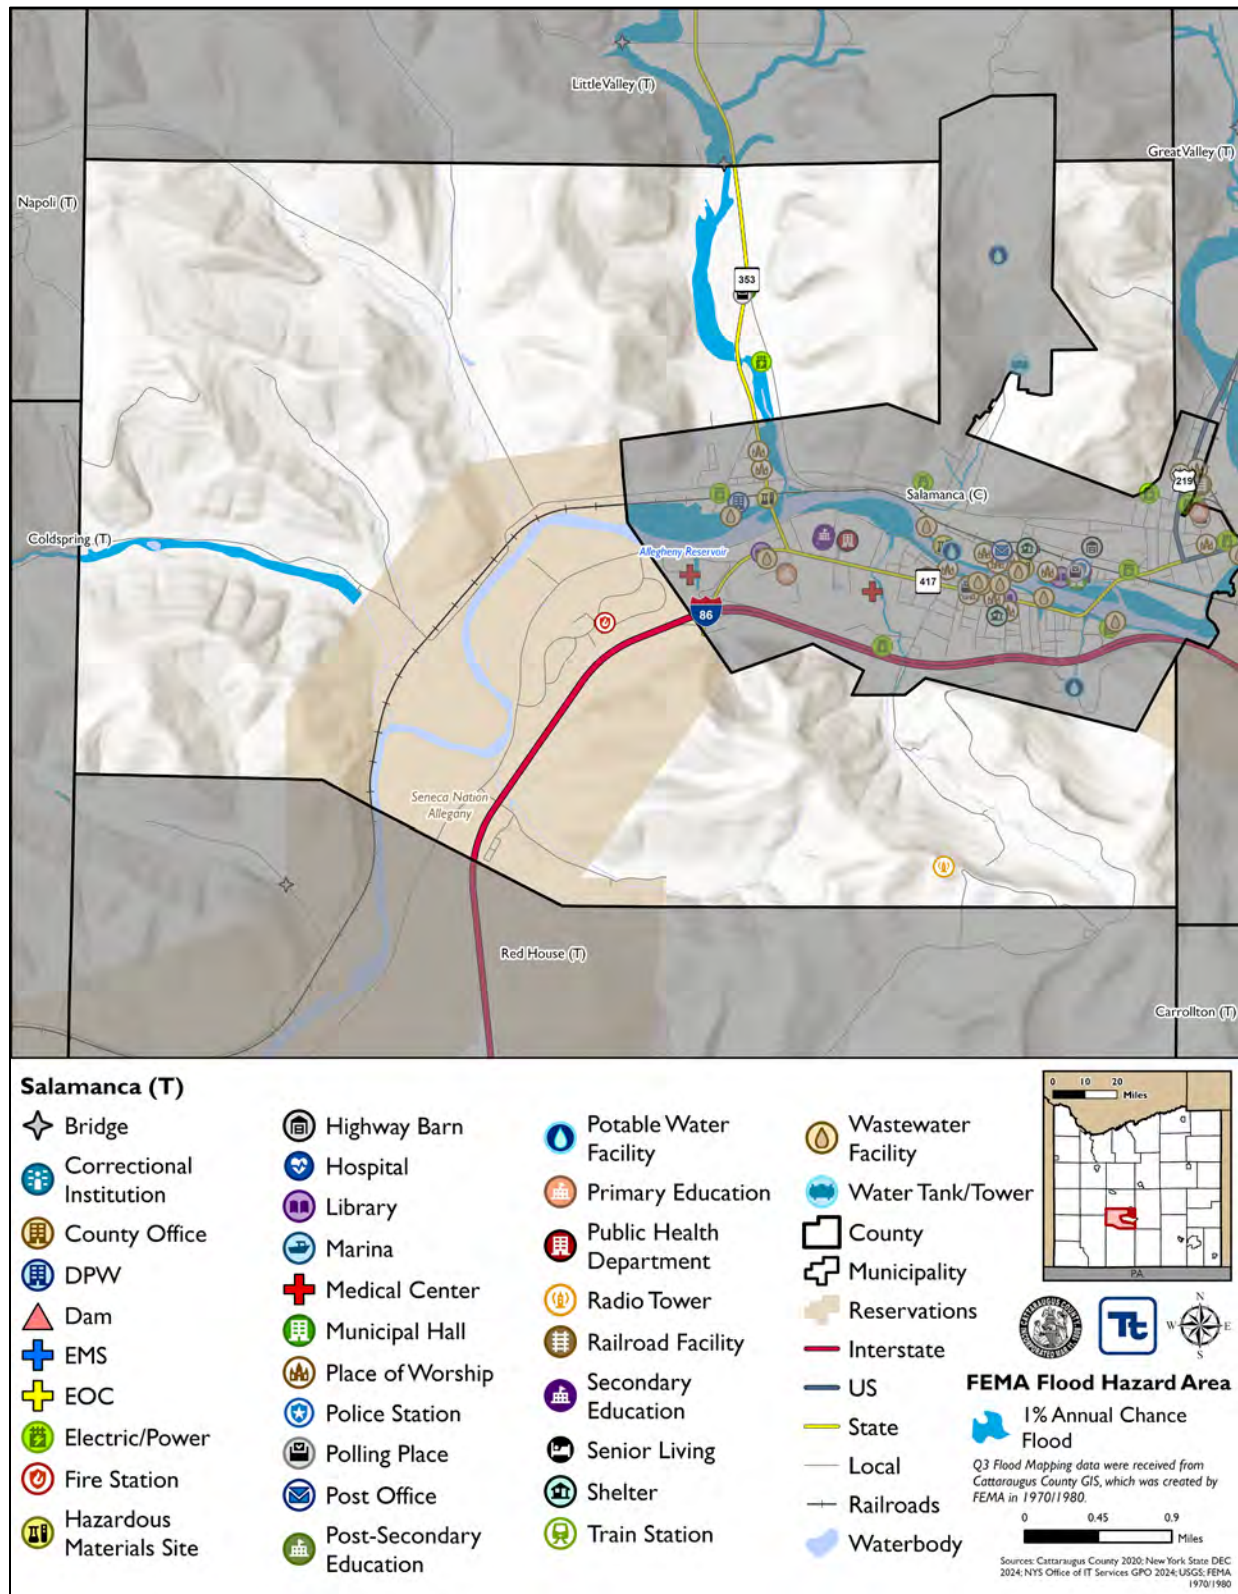 Little Valley (T)
Great Valley (T)
Napoli (T)
353
219
Salamanca (C)
Coldspring (T)
Allegheny Reservoir
417
86
Seneca Nation
Allegany
Red House (T)
Carrollton (T)
Salamanca (T)
Bridge
Correctional
Institution
County Office
DPW
Dam
EMS
EOC
Electric/Power
Fire Station
Hazardous
Materials Site
Highway Barn
Hospital
Library
Marina
Medical Center
Municipal Hall
Place of Worship
Police Station
Polling Place
Post Office
Post-Secondary
Education
Potable Water
Facility
Primary Education
Public Health
Department
Radio Tower
Railroad Facility
Secondary
Education
Senior Living
Shelter
Train Station
Wastewater
Facility
Water Tank/Tower
County
Municipality
Reservations
Interstate
US
State
Local
Railroads
Waterbody
0 10 20
Miles
PA
Tt
N
W E
S
FEMA Flood Hazard Area
1% Annual Chance
Flood
Q3 Flood Mapping data were received from
Cattaraugus County GIS, which was created by
FEMA in 1970/1980.
0 0.45 0.9
Miles
Sources: Cattaraugus County 2020; New York State DEC
2024; NYS Office of IT Services GPO 2024; USGS; FEMA
1970/1980